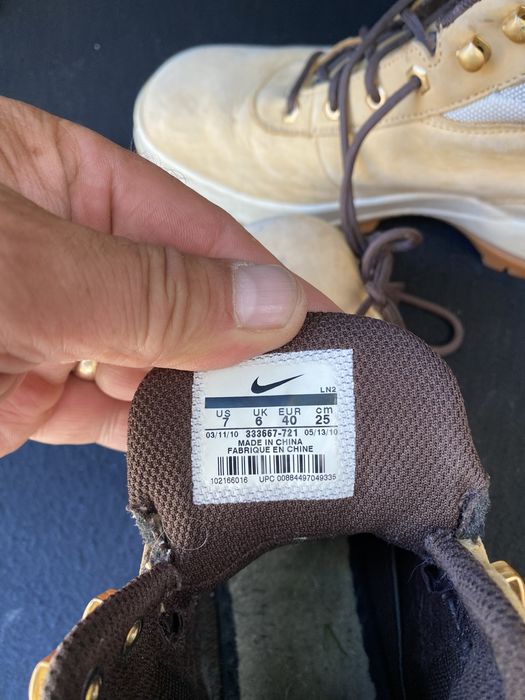 LN2
US UK EUR cm
7 6 40 25
03/11/10 333667-721 05/13/10
MADE IN CHINA
FABRIQUE EN CHINE
102166016 UPC 00884497049335